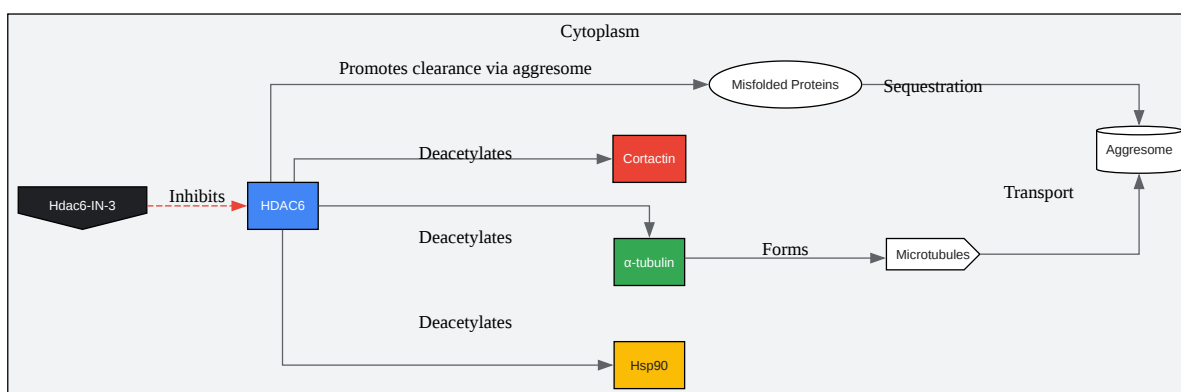 Cytoplasm
Promotes clearance via aggresome
Misfolded Proteins
Sequestration
Aggresome
Deacetylates
Cortactin
Hdac6-IN-3
Inhibits
HDAC6
Transport
Deacetylates
α-tubulin
Forms
Microtubules
Deacetylates
Hsp90